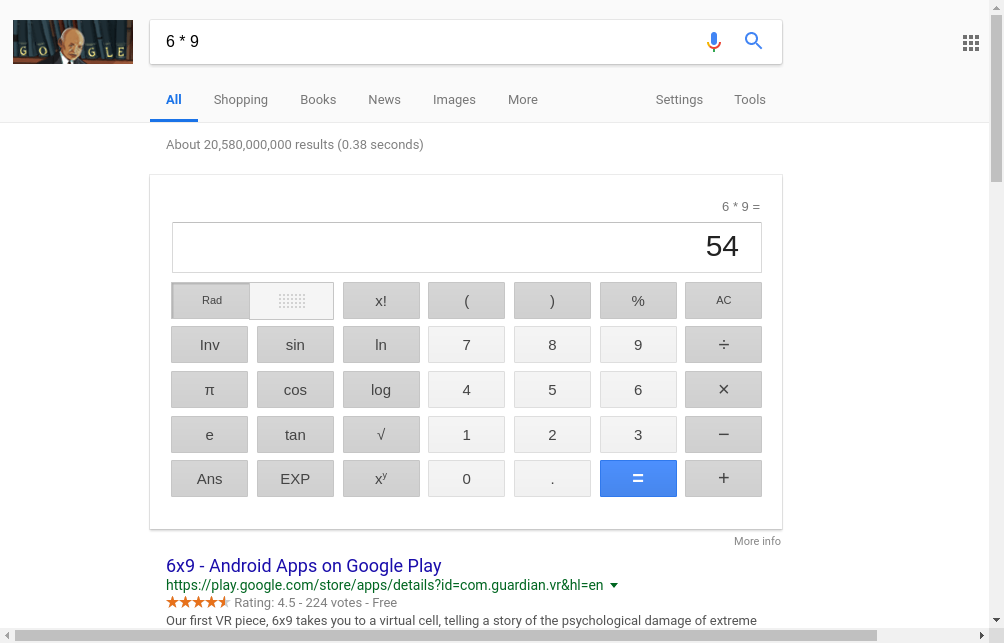 GOOGLE
6 * 9
All Shopping Books News Images More Settings Tools
About 20,580,000,000 results (0.38 seconds)
6 * 9 =
54
Rad x! ( ) % AC
Inv sin ln 7 8 9 ÷
π cos log 4 5 6 ×
e tan √ 1 2 3 −
Ans EXP xʸ 0 . = +
More info
6x9 - Android Apps on Google Play
https://play.google.com/store/apps/details?id=com.guardian.vr&hl=en
Rating: 4.5 - 224 votes - Free
Our first VR piece, 6x9 takes you to a virtual cell, telling a story of the psychological damage of extreme